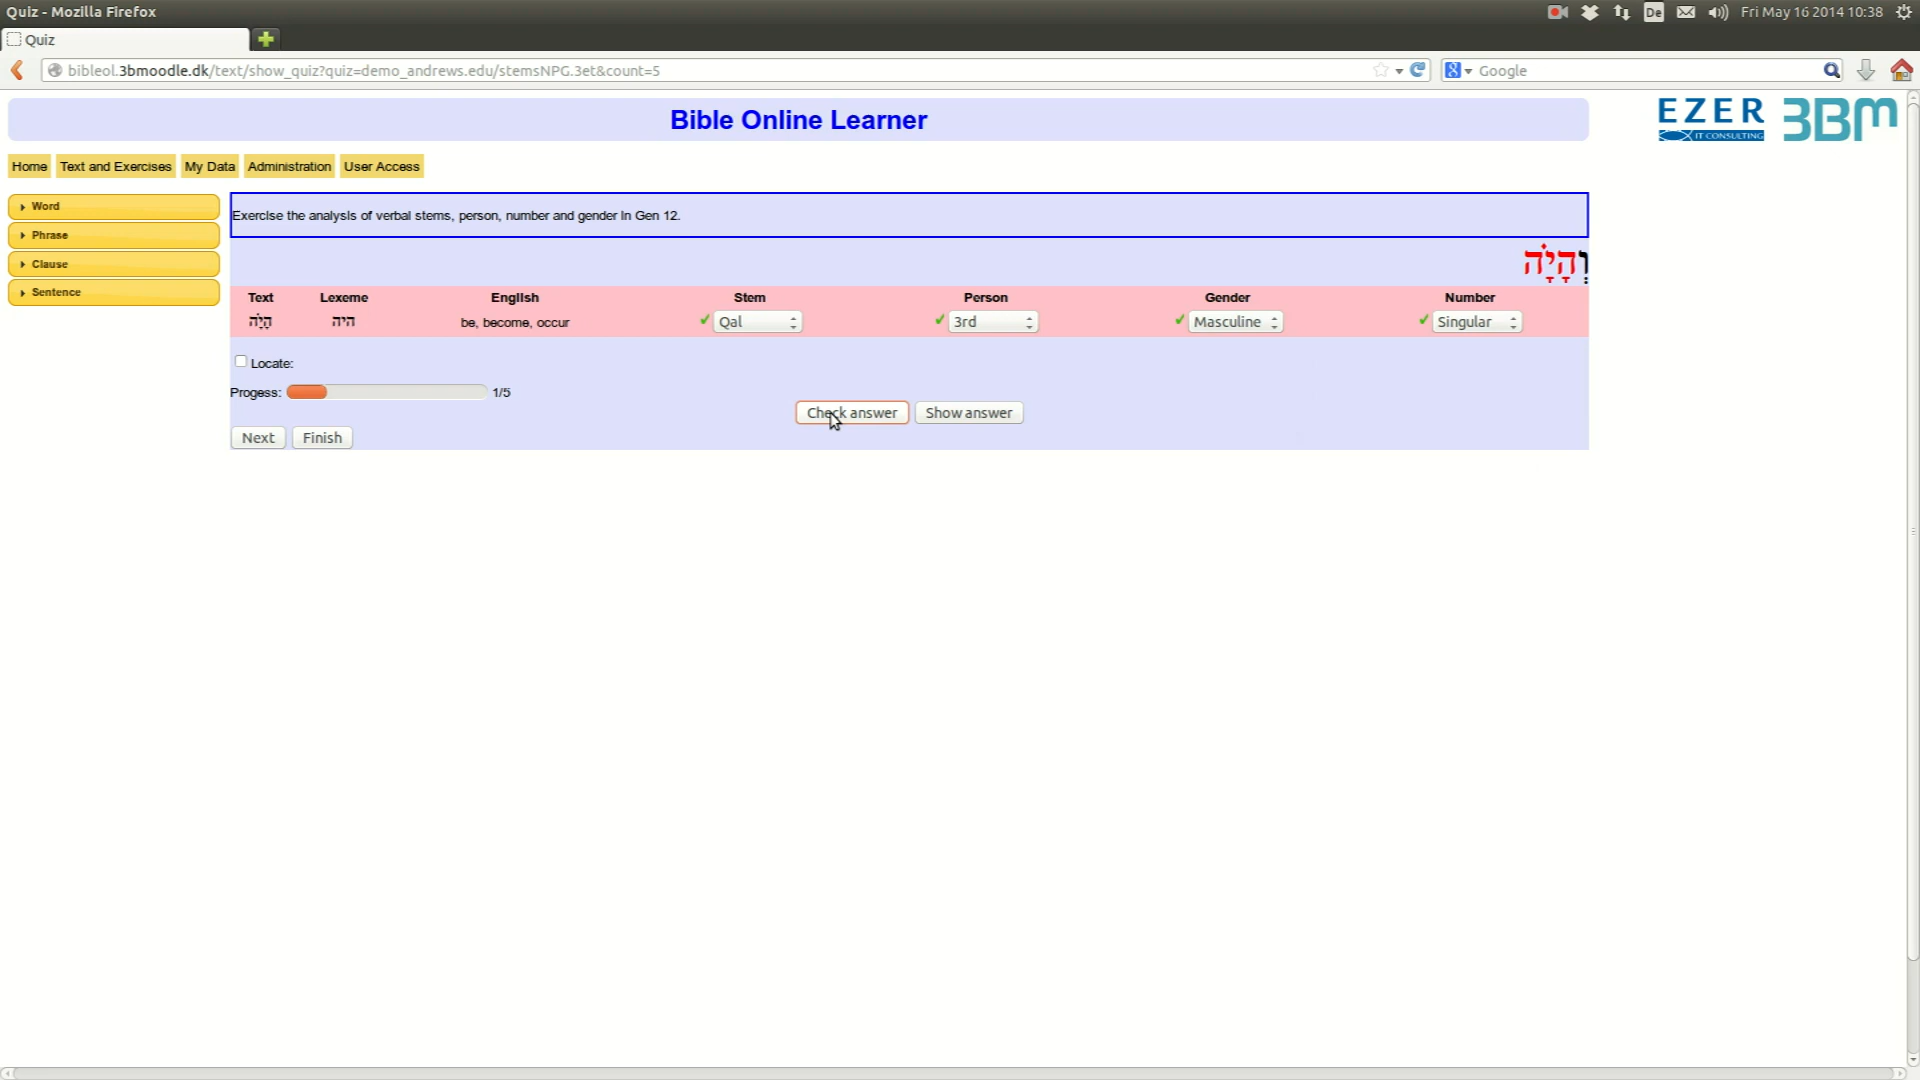 Quiz - Mozilla Firefox
De
Fri May 16 2014 10:38
Quiz
bibleol.3bmoodle.dk/text/show_quiz?quiz=demo_andrews.edu/stemsNPG.3et&count=5
Google
Bible Online Learner
EZER
IT CONSULTING
3Bm
Home Text and Exercises My Data Administration User Access
Word
Phrase
Clause
Sentence
Exercise the analysis of verbal stems, person, number and gender in Gen 12.
וְהָיָ֗ה
Text Lexeme English Stem Person Gender Number
הָיָ֗ה היה be, become, occur Qal 3rd Masculine Singular
Locate:
Progess: 1/5
Check answer Show answer
Next Finish